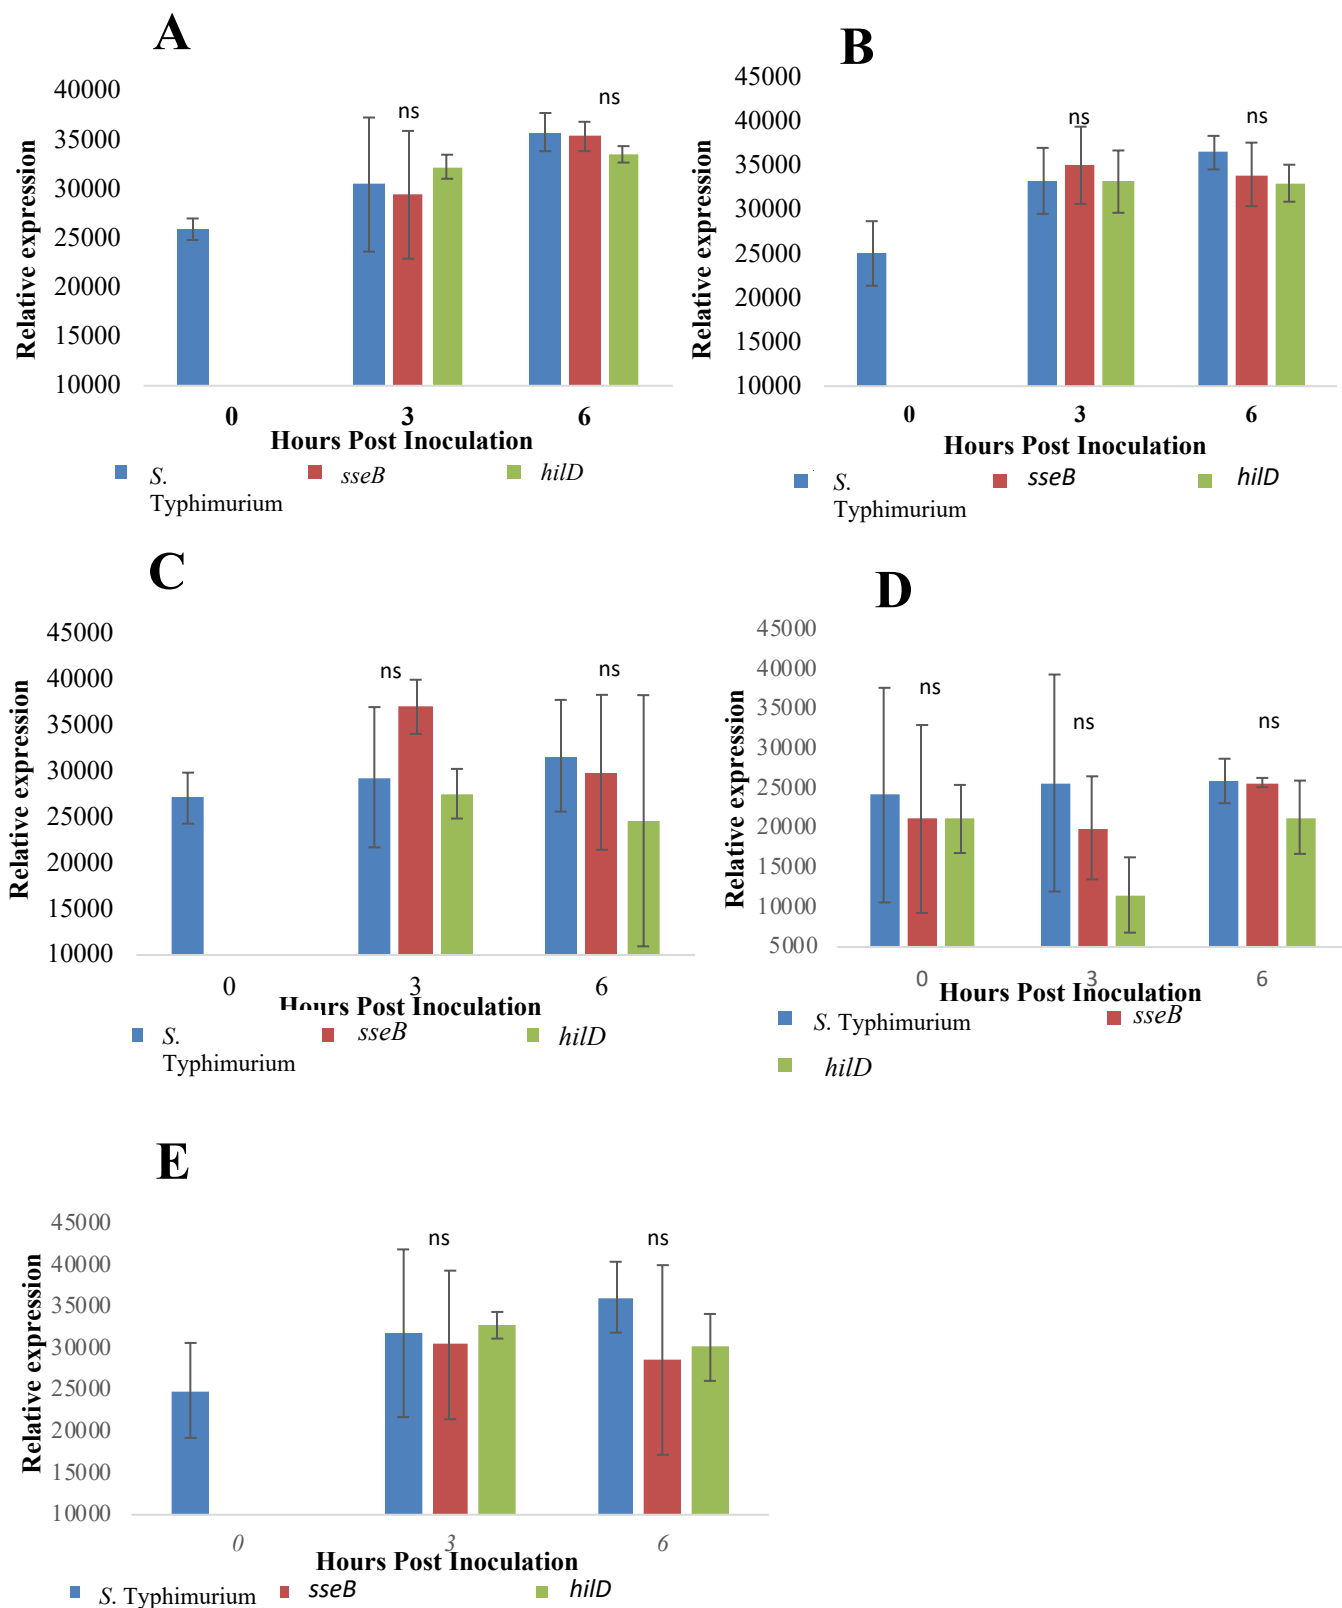 A
40000
35000
30000
25000
20000
15000
10000
Relative expression
ns
ns
0
3
6
Hours Post Inoculation
S. Typhimurium
sseB
hilD
B
45000
40000
35000
30000
25000
20000
15000
10000
Relative expression
ns
ns
0
3
6
Hours Post Inoculation
S. Typhimurium
sseB
hilD
C
45000
40000
35000
30000
25000
20000
15000
10000
Relative expression
ns
ns
0
3
6
Hours Post Inoculation
S. Typhimurium
sseB
hilD
D
45000
40000
35000
30000
25000
20000
15000
10000
5000
Relative expression
ns
ns
ns
0
3
6
Hours Post Inoculation
S. Typhimurium
sseB
hilD
E
45000
40000
35000
30000
25000
20000
15000
10000
Relative expression
ns
ns
0
3
6
Hours Post Inoculation
S. Typhimurium
sseB
hilD